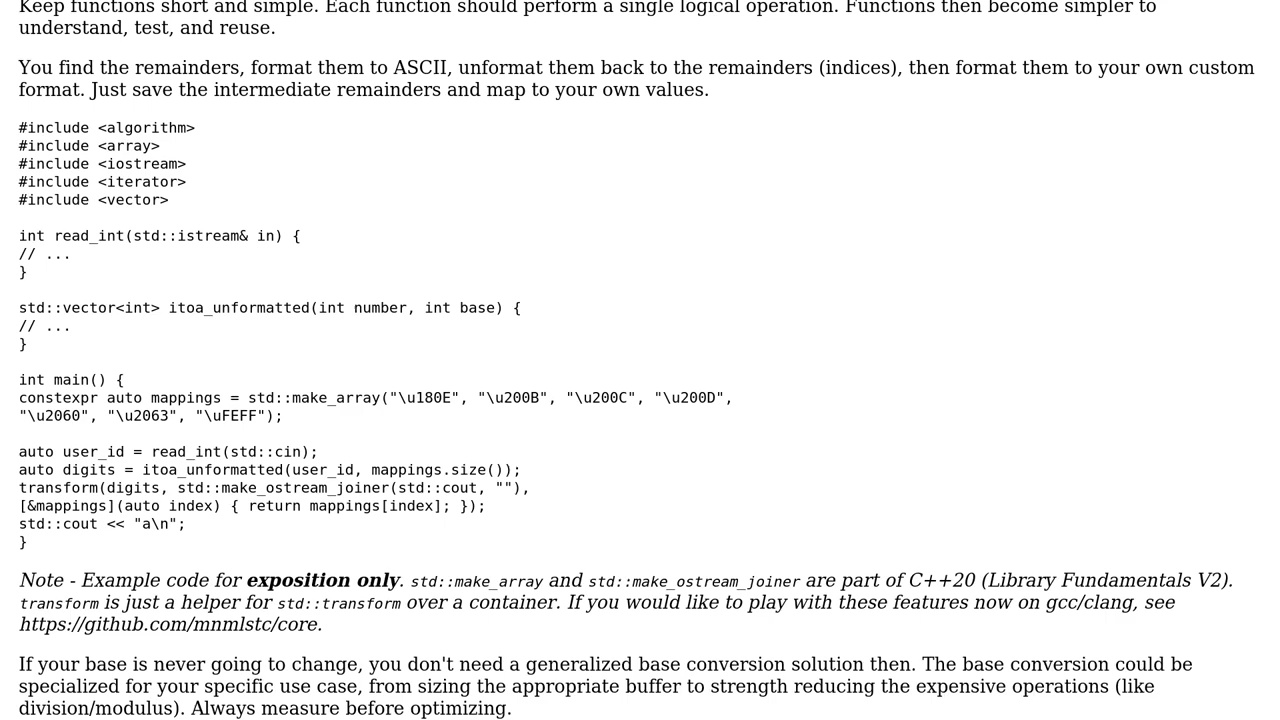 Keep functions short and simple. Each function should perform a single logical operation. Functions then become simpler to
understand, test, and reuse.
You find the remainders, format them to ASCII, unformat them back to the remainders (indices), then format them to your own custom
format. Just save the intermediate remainders and map to your own values.
#include <algorithm>
#include <array>
#include <iostream>
#include <iterator>
#include <vector>
int read_int(std::istream& in) {
// ...
}
std::vector<int> itoa_unformatted(int number, int base) {
// ...
}
int main() {
constexpr auto mappings = std::make_array("\u180E", "\u200B", "\u200C", "\u200D",
"\u2060", "\u2063", "\uFEFF");
auto user_id = read_int(std::cin);
auto digits = itoa_unformatted(user_id, mappings.size());
transform(digits, std::make_ostream_joiner(std::cout, ""),
[&mappings](auto index) { return mappings[index]; });
std::cout << "a\n";
}
Note - Example code for exposition only. std::make_array and std::make_ostream_joiner are part of C++20 (Library Fundamentals V2).
transform is just a helper for std::transform over a container. If you would like to play with these features now on gcc/clang, see
https://github.com/mnmlstc/core.
If your base is never going to change, you don't need a generalized base conversion solution then. The base conversion could be
specialized for your specific use case, from sizing the appropriate buffer to strength reducing the expensive operations (like
division/modulus). Always measure before optimizing.